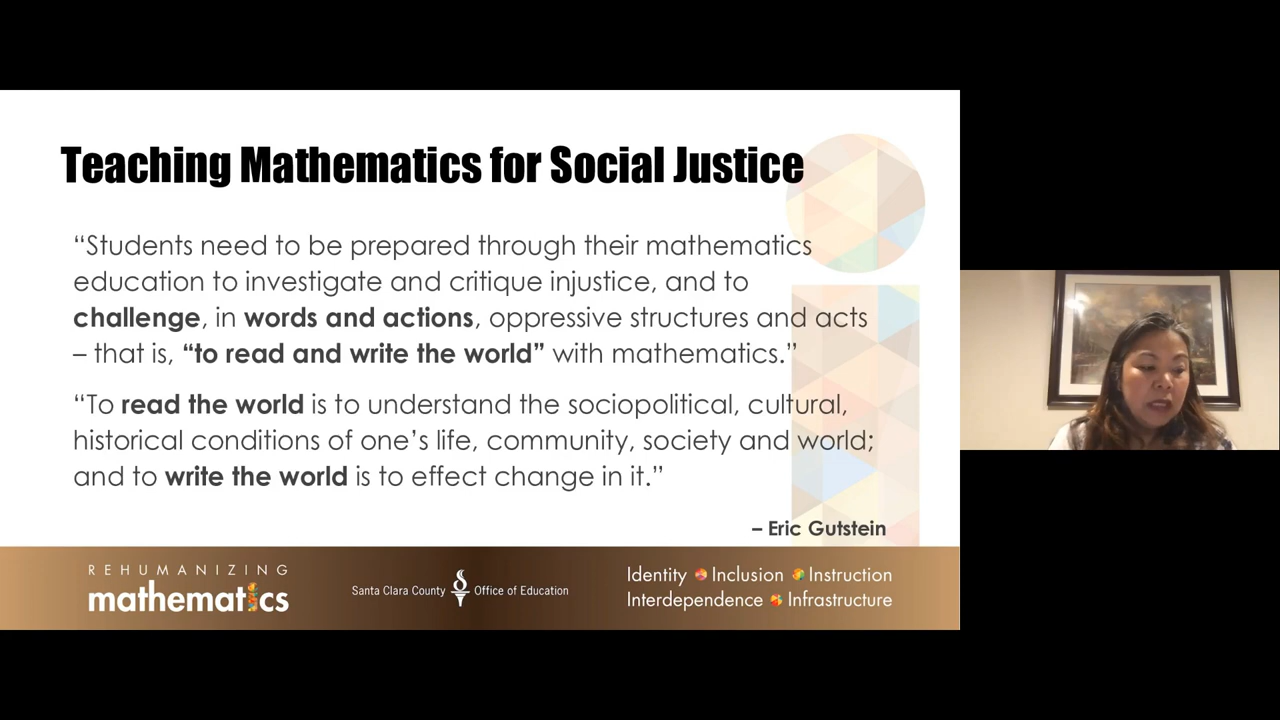 Teaching Mathematics for Social Justice
“Students need to be prepared through their mathematics
education to investigate and critique injustice, and to
challenge, in words and actions, oppressive structures and acts
– that is, “to read and write the world” with mathematics.”
“To read the world is to understand the sociopolitical, cultural,
historical conditions of one’s life, community, society and world;
and to write the world is to effect change in it.”
– Eric Gutstein
REHUMANIZING
mathematics
Santa Clara County Office of Education
Identity Inclusion Instruction
Interdependence Infrastructure